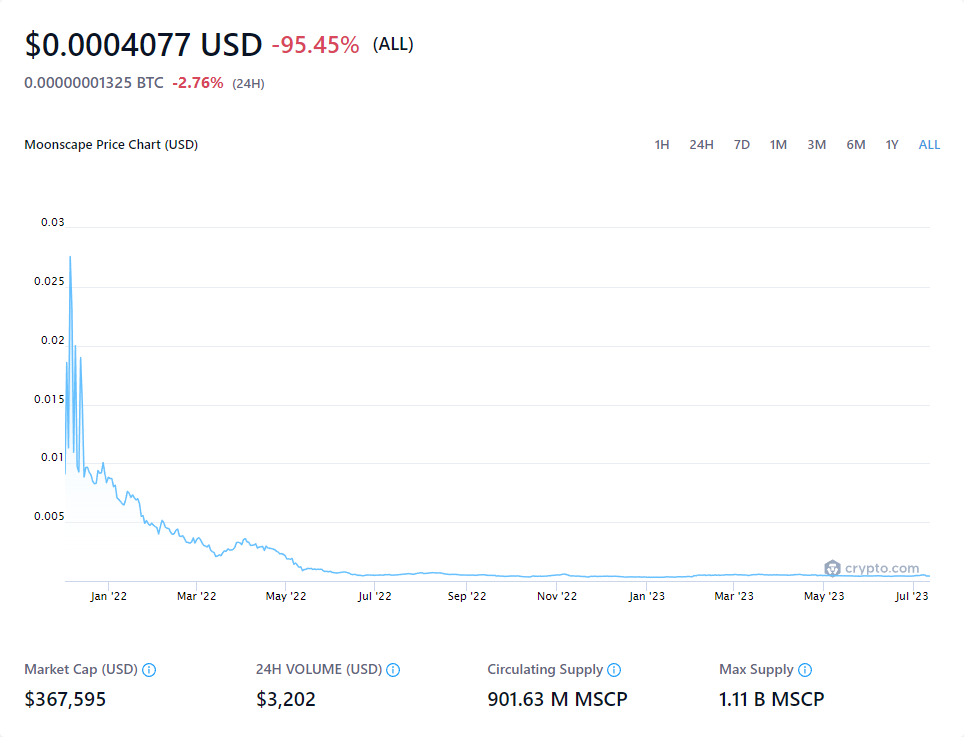 $0.0004077 USD -95.45% (ALL)
0.00000001325 BTC -2.76% (24H)
Moonscape Price Chart (USD) 1H 24H 7D 1M 3M 6M 1Y ALL
0.03
0.025
0.02
0.015
0.01
0.005
crypto.com
Jan '22 Mar '22 May '22 Jul '22 Sep '22 Nov '22 Jan '23 Mar '23 May '23 Jul '23
Market Cap (USD) 24H VOLUME (USD) Circulating Supply Max Supply
$367,595 $3,202 901.63 M MSCP 1.11 B MSCP